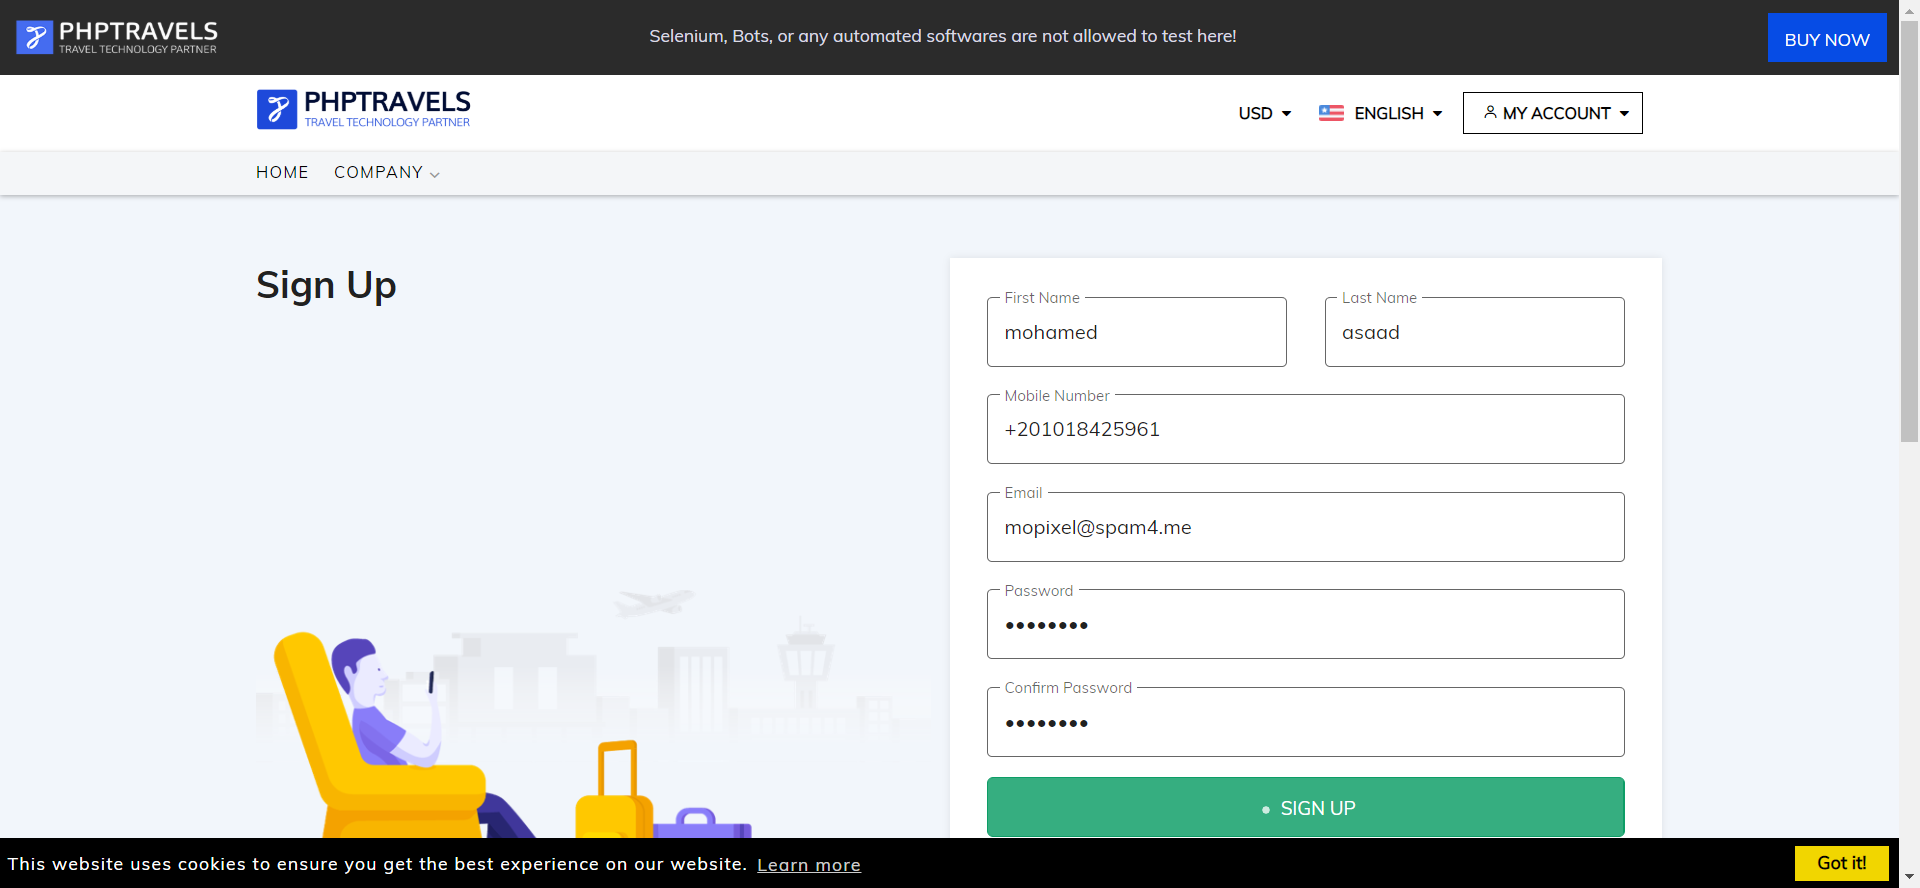 PHPTRAVELS
TRAVEL TECHNOLOGY PARTNER
Selenium, Bots, or any automated softwares are not allowed to test here!
BUY NOW
PHPTRAVELS
TRAVEL TECHNOLOGY PARTNER
USD
ENGLISH
MY ACCOUNT
HOME
COMPANY
Sign Up
First Name
mohamed
Last Name
asaad
Mobile Number
+201018425961
Email
mopixel@spam4.me
Password
••••••••
Confirm Password
••••••••
SIGN UP
This website uses cookies to ensure you get the best experience on our website. Learn more
Got it!